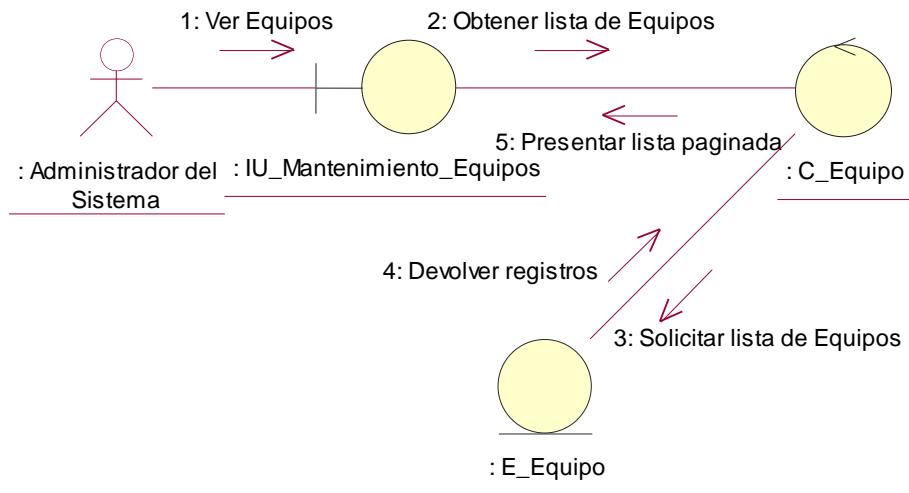 1: Ver Equipos
2: Obtener lista de Equipos
5: Presentar lista paginada
: Administrador del
Sistema
: IU_Mantenimiento_Equipos
: C_Equipo
4: Devolver registros
3: Solicitar lista de Equipos
: E_Equipo